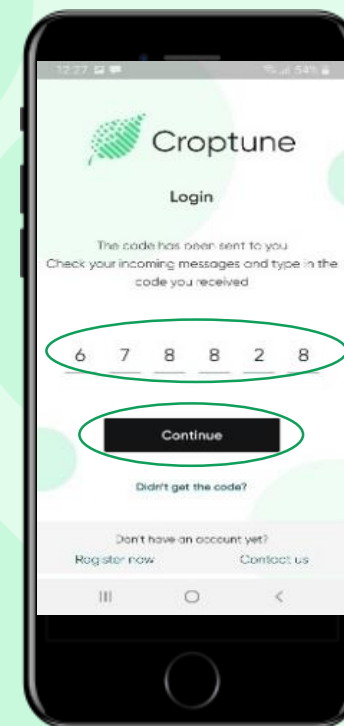 12:27 54%
Croptune
Login
The code has been sent to you
Check your incoming messages and type in the
code you received
6 7 8 8 2 8
Continue
Didn't get the code?
Don't have an account yet?
Register now Contact us